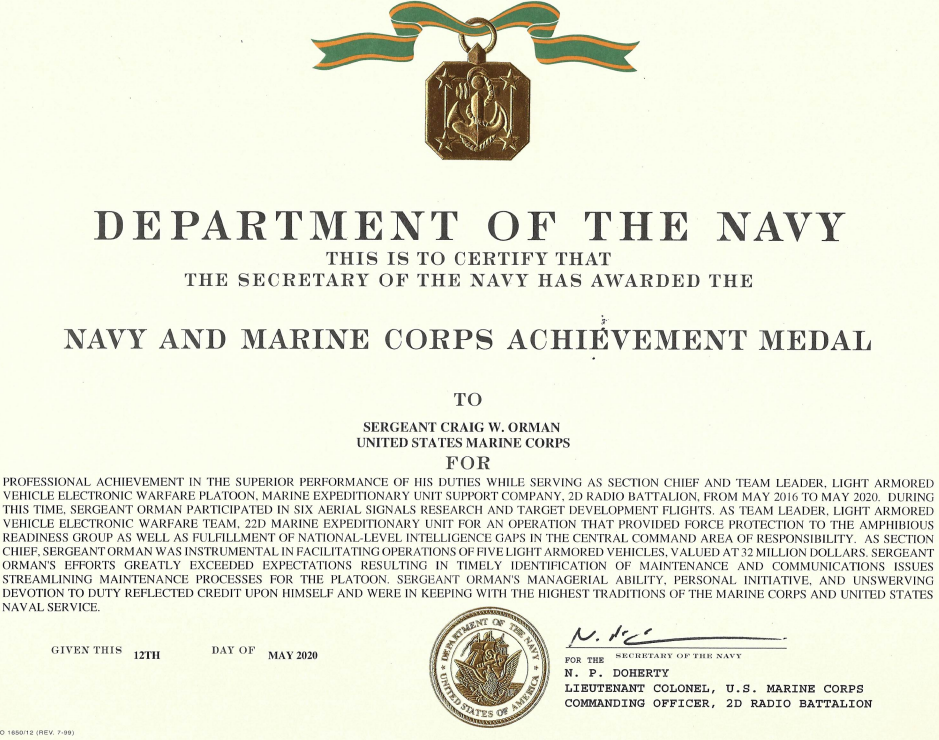 DEPARTMENT OF THE NAVY
THIS IS TO CERTIFY THAT
THE SECRETARY OF THE NAVY HAS AWARDED THE
NAVY AND MARINE CORPS ACHIEVEMENT MEDAL
TO
SERGEANT CRAIG W. ORMAN
UNITED STATES MARINE CORPS
FOR
PROFESSIONAL ACHIEVEMENT IN THE SUPERIOR PERFORMANCE OF HIS DUTIES WHILE SERVING AS SECTION CHIEF AND TEAM LEADER, LIGHT ARMORED
VEHICLE ELECTRONIC WARFARE PLATOON, MARINE EXPEDITIONARY UNIT SUPPORT COMPANY, 2D RADIO BATTALION, FROM MAY 2016 TO MAY 2020. DURING
THIS TIME, SERGEANT ORMAN PARTICIPATED IN SIX AERIAL SIGNALS RESEARCH AND TARGET DEVELOPMENT FLIGHTS. AS TEAM LEADER, LIGHT ARMORED
VEHICLE ELECTRONIC WARFARE TEAM, 22D MARINE EXPEDITIONARY UNIT FOR AN OPERATION THAT PROVIDED FORCE PROTECTION TO THE AMPHIBIOUS
READINESS GROUP AS WELL AS FULFILLMENT OF NATIONAL-LEVEL INTELLIGENCE GAPS IN THE CENTRAL COMMAND AREA OF RESPONSIBILITY. AS SECTION
CHIEF, SERGEANT ORMAN WAS INSTRUMENTAL IN FACILITATING OPERATIONS OF FIVE LIGHT ARMORED VEHICLES, VALUED AT 32 MILLION DOLLARS. SERGEANT
ORMAN'S EFFORTS GREATLY EXCEEDED EXPECTATIONS RESULTING IN TIMELY IDENTIFICATION OF MAINTENANCE AND COMMUNICATIONS ISSUES
STREAMLINING MAINTENANCE PROCESSES FOR THE PLATOON. SERGEANT ORMAN'S MANAGERIAL ABILITY, PERSONAL INITIATIVE, AND UNSWERVING
DEVOTION TO DUTY REFLECTED CREDIT UPON HIMSELF AND WERE IN KEEPING WITH THE HIGHEST TRADITIONS OF THE MARINE CORPS AND UNITED STATES
NAVAL SERVICE.
GIVEN THIS 12TH DAY OF MAY 2020
DEPARTMENT OF THE NAVY
UNITED STATES OF AMERICA
FOR THE SECRETARY OF THE NAVY
N. P. DOHERTY
LIEUTENANT COLONEL, U.S. MARINE CORPS
COMMANDING OFFICER, 2D RADIO BATTALION
O 1650/12 (REV. 7-99)